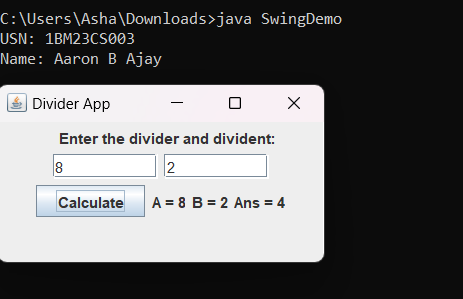 C:\Users\Asha\Downloads>java SwingDemo
USN: 1BM23CS003
Name: Aaron B Ajay
Divider App
Enter the divider and divident:
8 2
Calculate A = 8 B = 2 Ans = 4